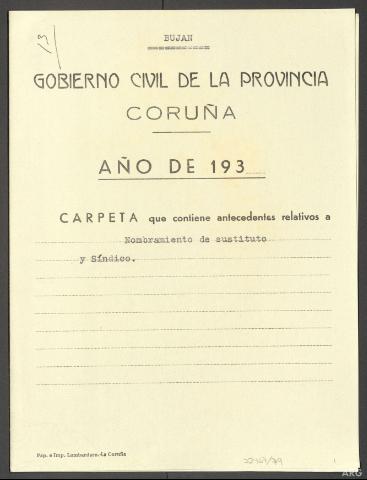 13
BUJAN
GOBIERNO CIVIL DE LA PROVINCIA
CORUÑA
AÑO DE 193
CARPETA que contiene antecedentes relativos a
Nombramiento de sustituto
y Síndico.
Pap. e Imp. Lombardero.-La Coruña
ARG